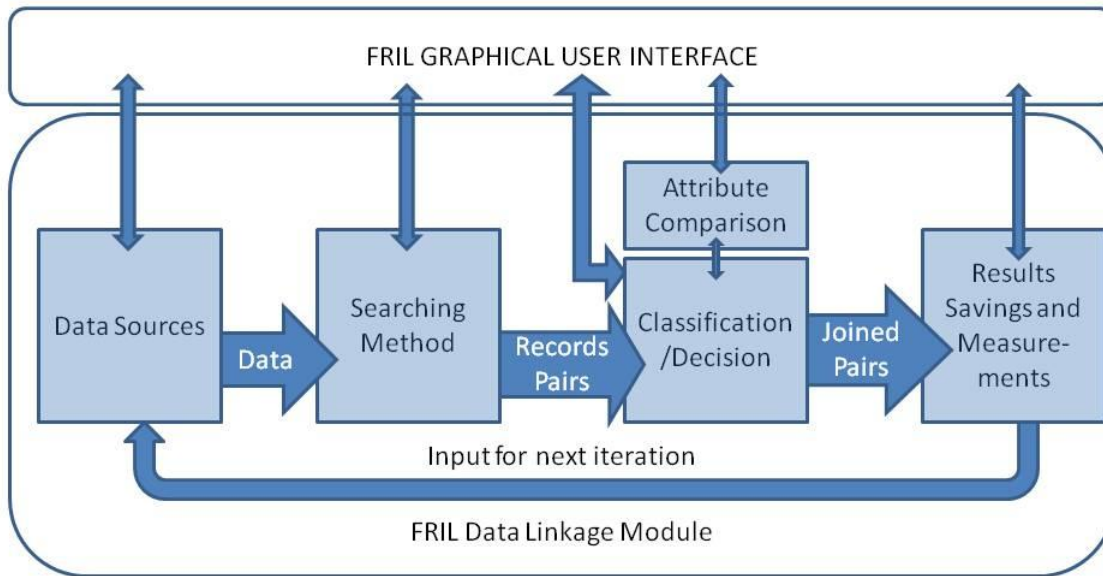 FRIL GRAPHICAL USER INTERFACE
Attribute
Comparison
Data Sources
Data
Searching
Method
Records
Pairs
Classification
/Decision
Joined
Pairs
Results
Savings and
Measure-
ments
Input for next iteration
FRIL Data Linkage Module